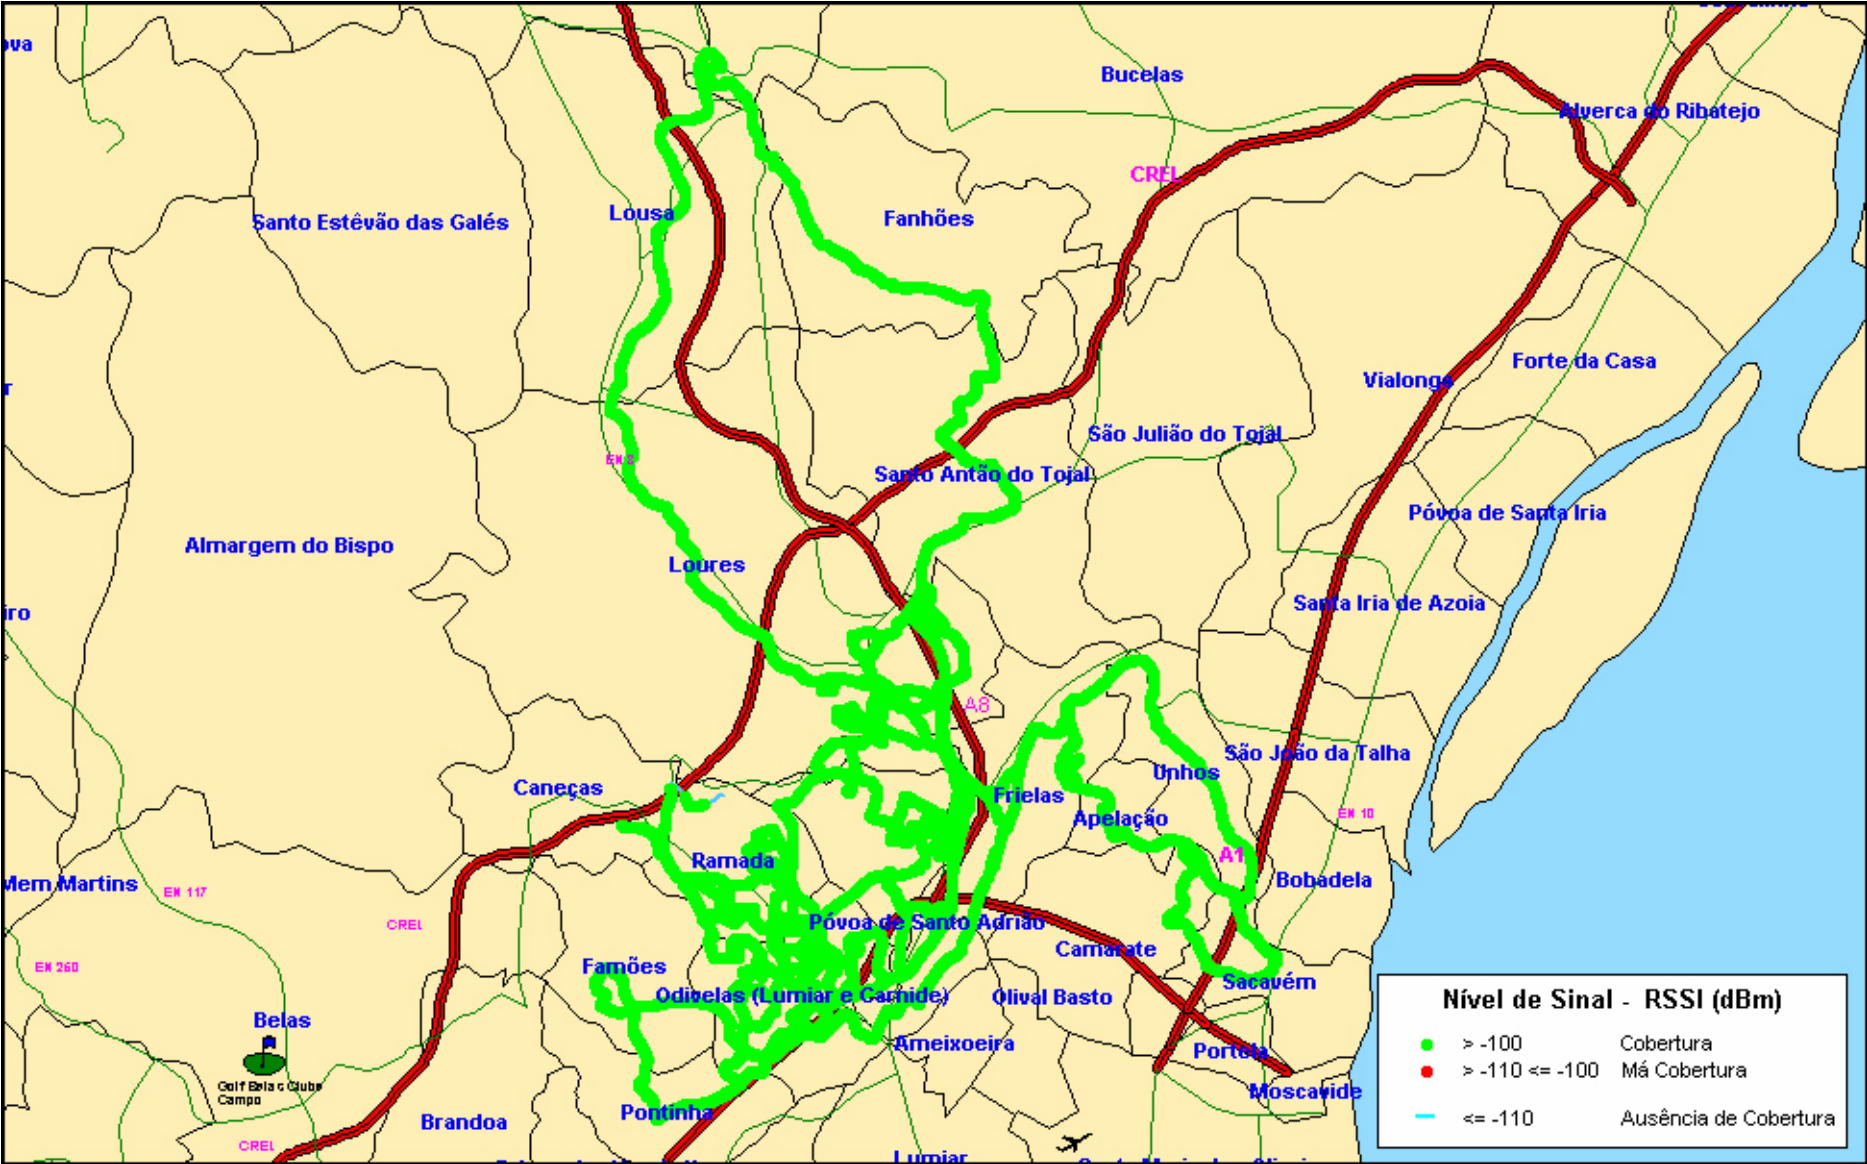 Bucelas
Alverca do Ribatejo
CREL
Santo Estêvão das Galés
Lousa
Fanhões
Forte da Casa
Vialonga
São Julião do Tojal
EN 8
Santo Antão do Tojal
Póvoa de Santa Iria
Almargem do Bispo
Loures
Santa Iria de Azoia
iro
A8
São João da Talha
Unhos
Caneças
Frielas
Apelação
EN 10
Ramada
A1
Bobadela
Mem Martins
EN 117
CREL
Póvoa de Santo Adrião
Camarate
EN 250
Famões
Sacavém
Odivelas (Lumiar e Carnide)
Olival Basto
Belas
Ameixoeira
Portela
Golf Belas Clube
Campo
Moscavide
Pontinha
Brandoa
CREL
Lumiar
Nível de Sinal - RSSI (dBm)
> -100 Cobertura
> -110 <= -100 Má Cobertura
<= -110 Ausência de Cobertura